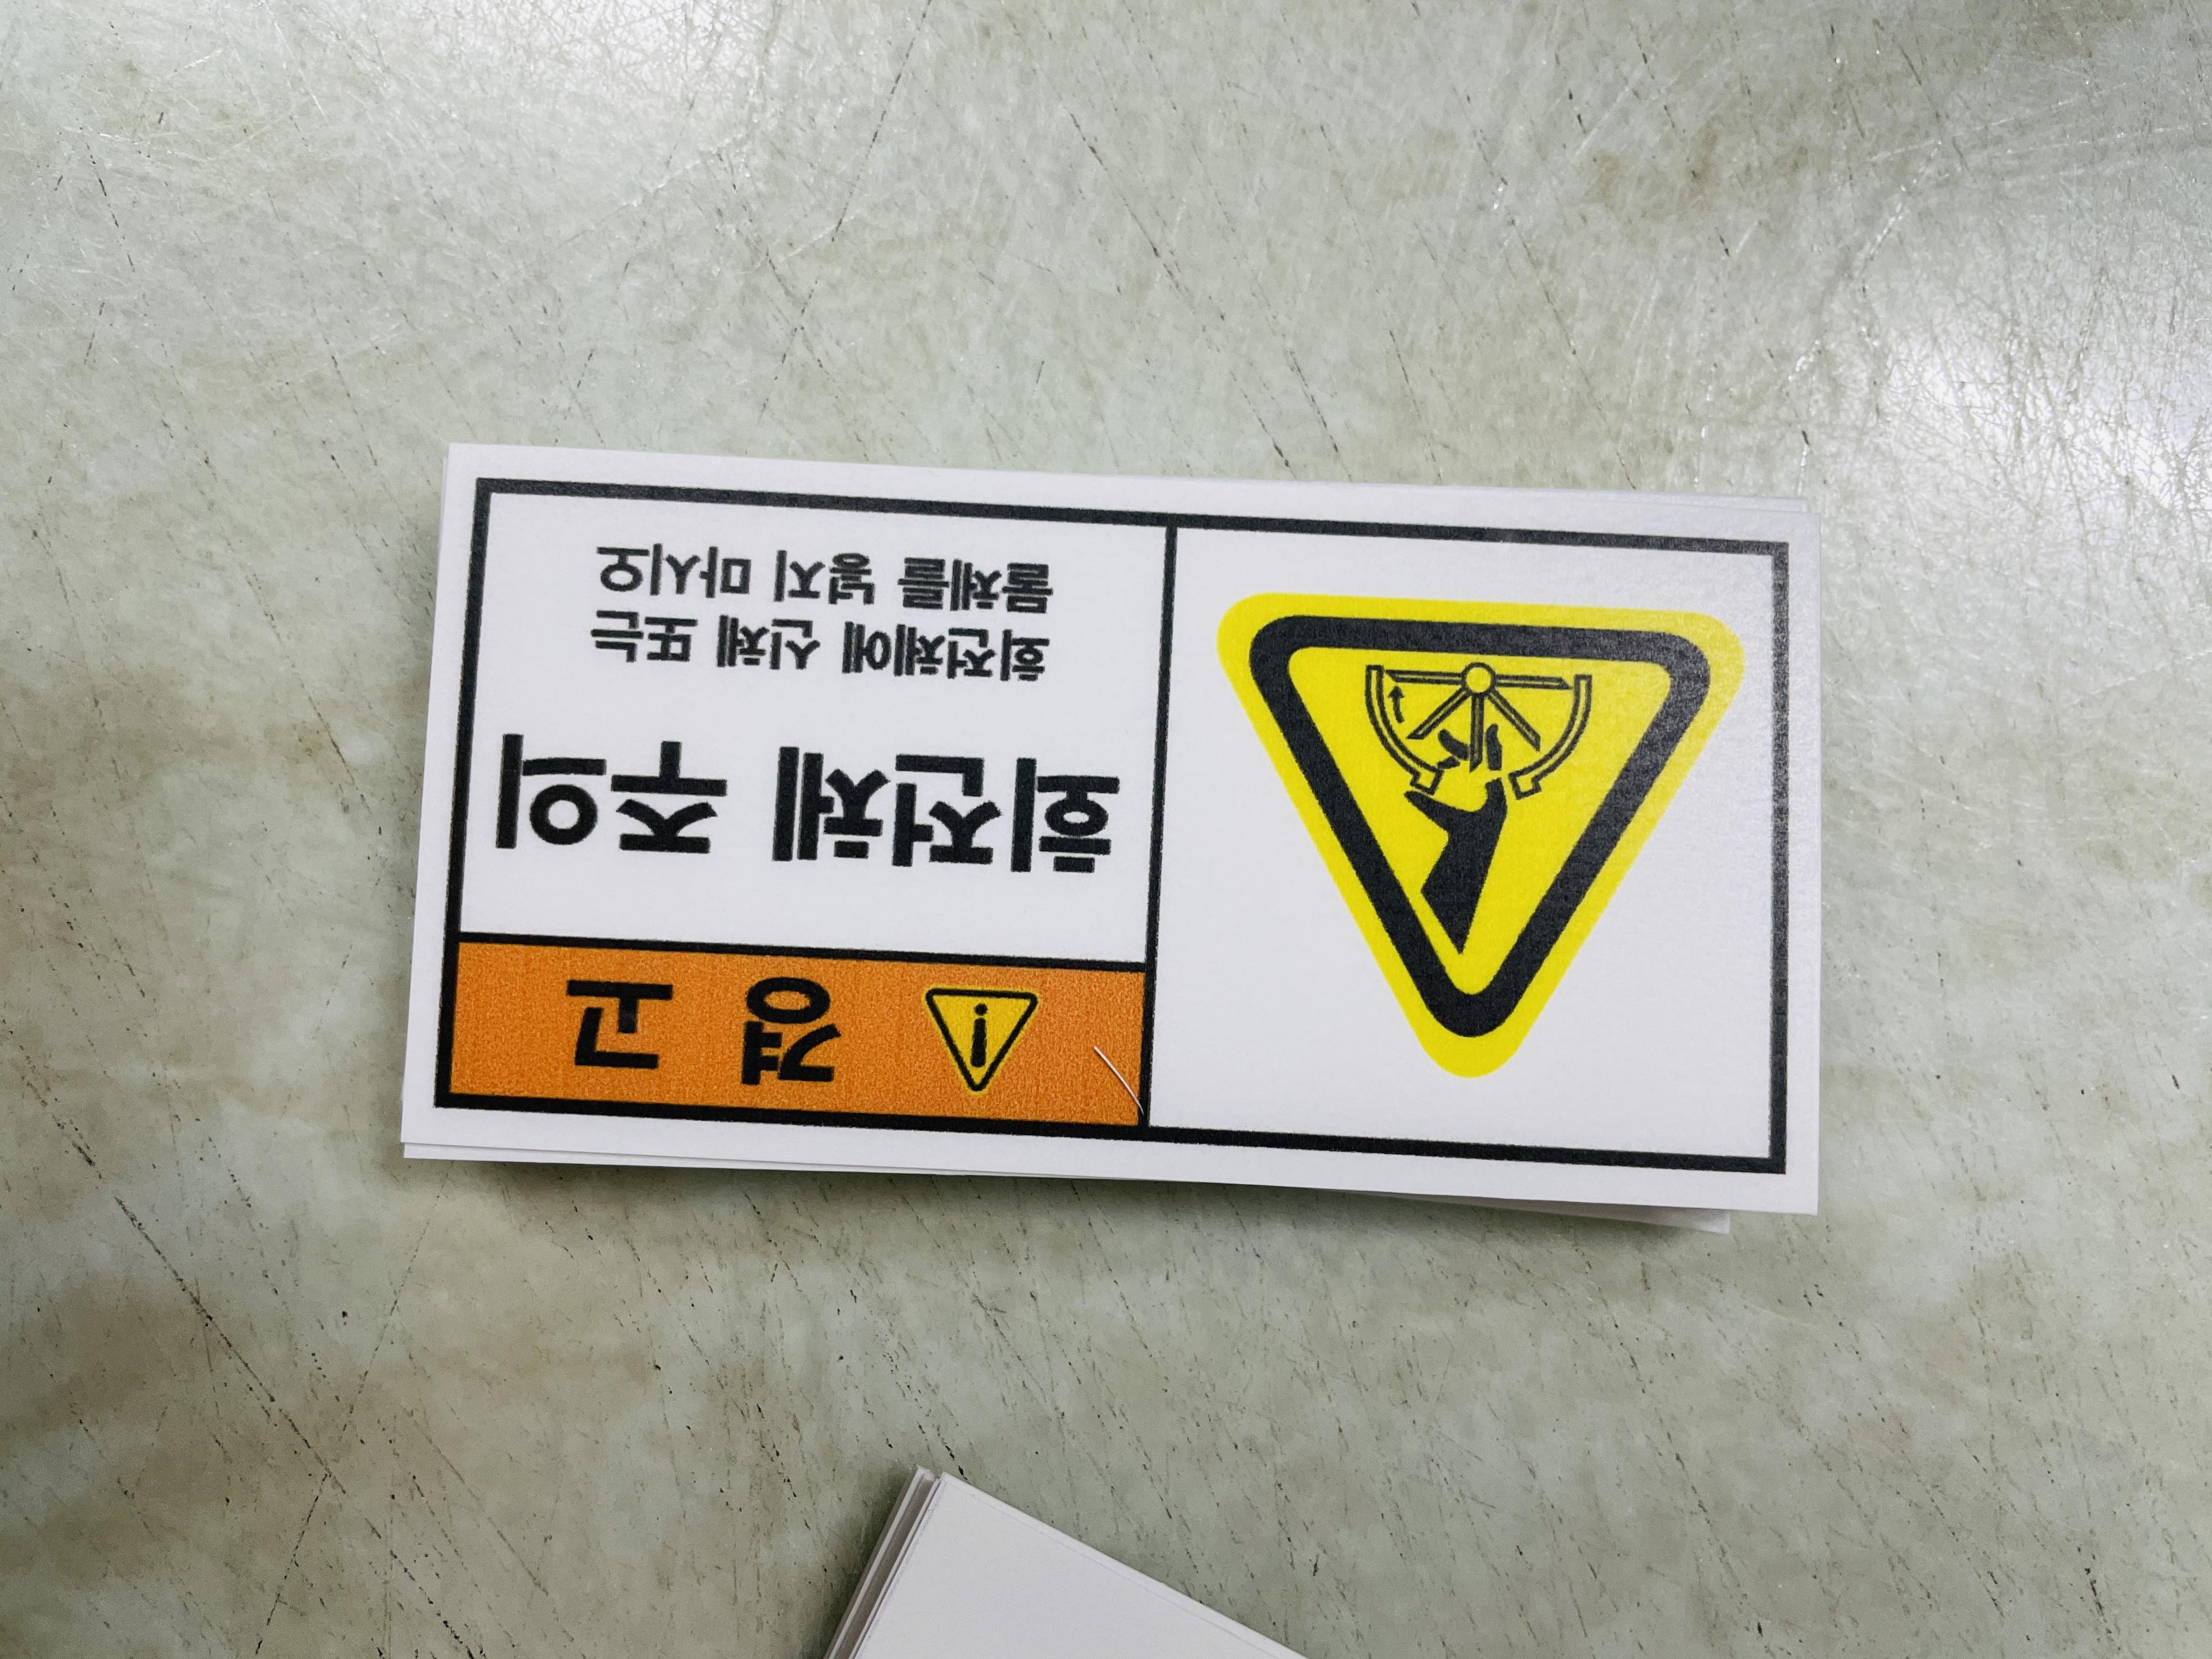 경 고
회전체 주의
회전체에 신체 또는
물체를 넣지 마시오